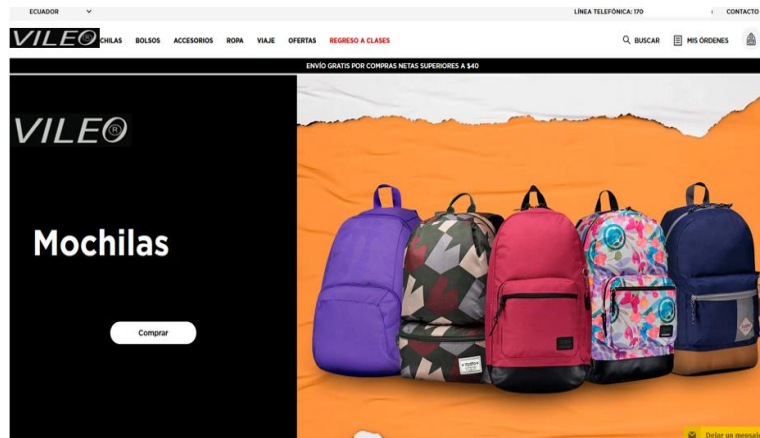 ECUADOR
LÍNEA TELEFÓNICA: 170
CONTACTO
VILEO®
CHILAS BOLSOS ACCESORIOS ROPA VIAJE OFERTAS REGRESO A CLASES
BUSCAR MIS ÓRDENES
ENVÍO GRATIS POR COMPRAS NETAS SUPERIORES A $40
VILEO®
Mochilas
Comprar
Dejar un mensaje